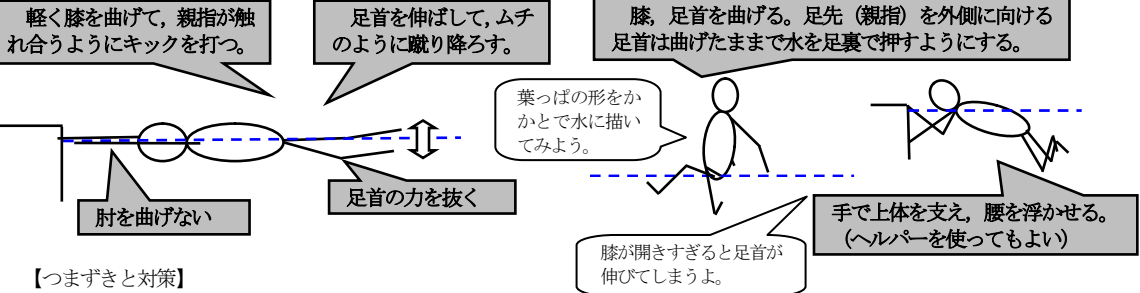 軽く膝を曲げて，親指が触
れ合うようにキックを打つ。
足首を伸ばして，ムチ
のように蹴り降ろす。
膝，足首を曲げる。足先（親指）を外側に向ける
足首は曲げたままで水を足裏で押すようにする。
葉っぱの形をか
かとで水に描い
てみよう。
肘を曲げない
足首の力を抜く
手で上体を支え，腰を浮かせる。
（ヘルパーを使ってもよい）
膝が開きすぎると足首が
伸びてしまうよ。
【つまずきと対策】